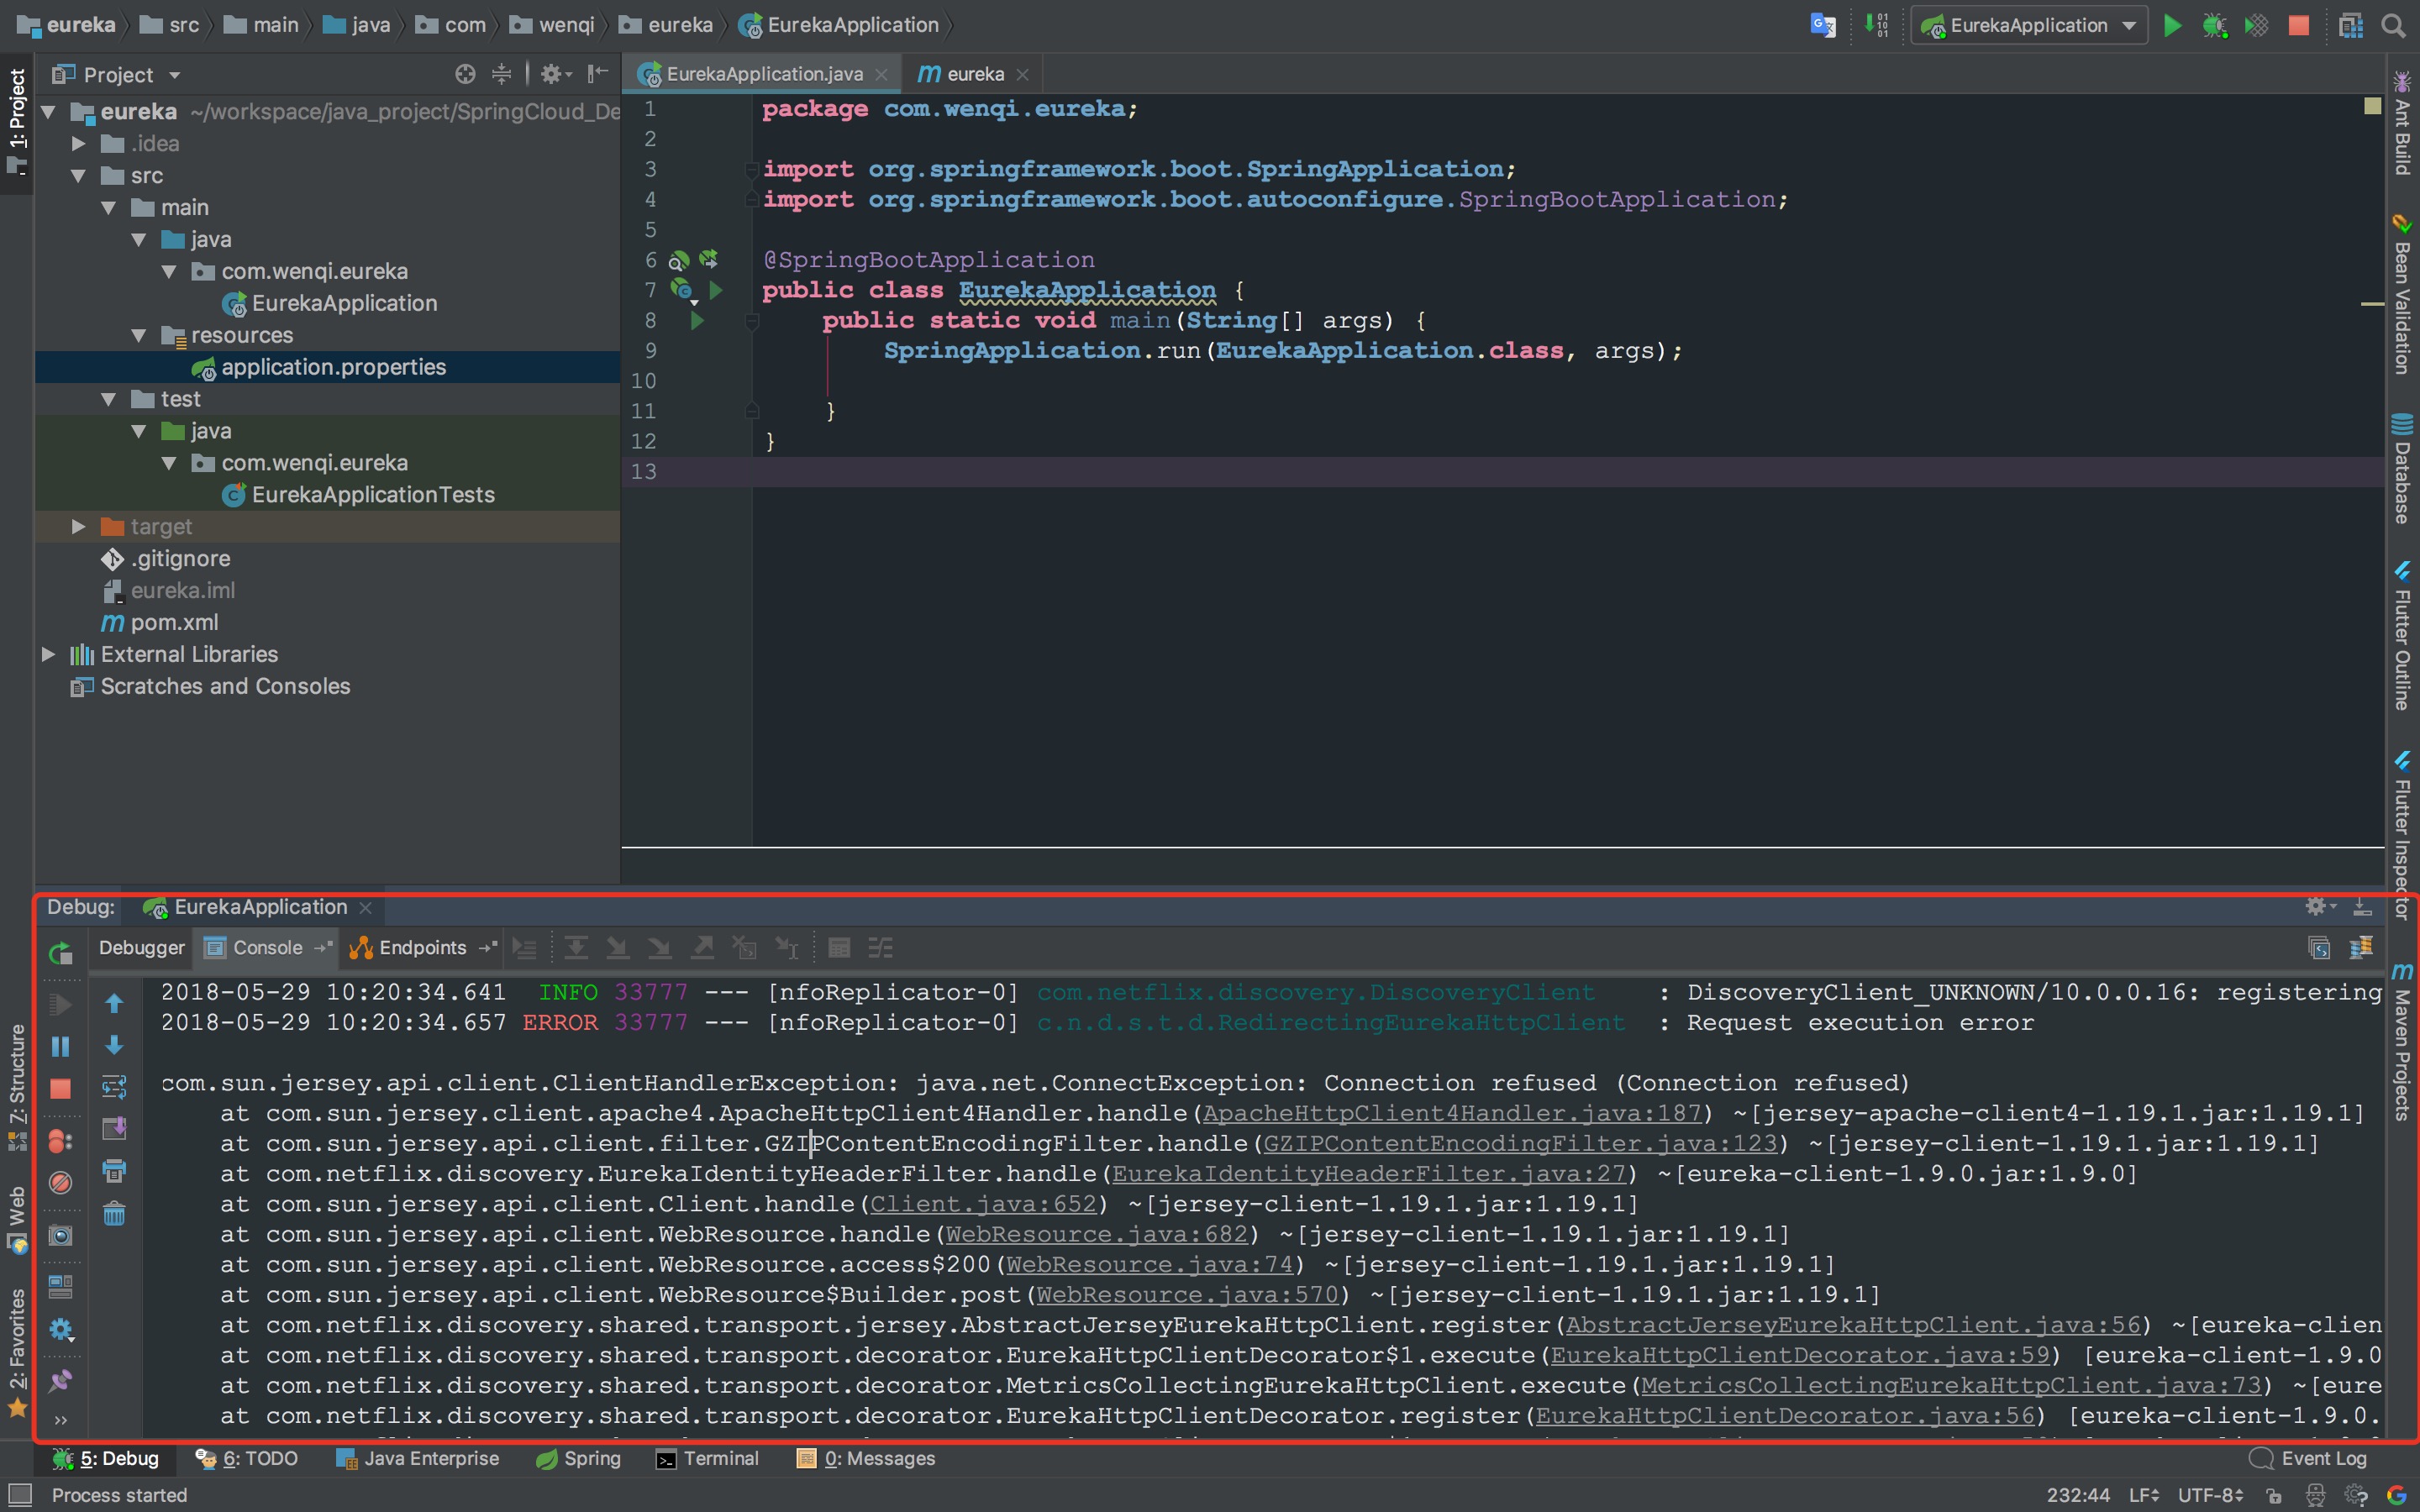 eureka src main java com wenqi eureka EurekaApplication
EurekaApplication
1: Project
Project
eureka ~/workspace/java_project/SpringCloud_De
.idea
src
main
java
com.wenqi.eureka
EurekaApplication
resources
application.properties
test
java
com.wenqi.eureka
EurekaApplicationTests
target
.gitignore
eureka.iml
pom.xml
External Libraries
Scratches and Consoles
EurekaApplication.java eureka
1 package com.wenqi.eureka;
2
3 import org.springframework.boot.SpringApplication;
4 import org.springframework.boot.autoconfigure.SpringBootApplication;
5
6 @SpringBootApplication
7 public class EurekaApplication {
8 public static void main(String[] args) {
9 SpringApplication.run(EurekaApplication.class, args);
10
11 }
12 }
13
Ant Build
Bean Validation
Database
Flutter Outline
Flutter Inspector
Maven Projects
7: Structure
Web
2: Favorites
Debug: EurekaApplication
Debugger Console Endpoints
2018-05-29 10:20:34.641 INFO 33777 --- [nfoReplicator-0] com.netflix.discovery.DiscoveryClient : DiscoveryClient_UNKNOWN/10.0.0.16: registering
2018-05-29 10:20:34.657 ERROR 33777 --- [nfoReplicator-0] c.n.d.s.t.d.RedirectingEurekaHttpClient : Request execution error
com.sun.jersey.api.client.ClientHandlerException: java.net.ConnectException: Connection refused (Connection refused)
at com.sun.jersey.client.apache4.ApacheHttpClient4Handler.handle(ApacheHttpClient4Handler.java:187) ~[jersey-apache-client4-1.19.1.jar:1.19.1]
at com.sun.jersey.api.client.filter.GZIPContentEncodingFilter.handle(GZIPContentEncodingFilter.java:123) ~[jersey-client-1.19.1.jar:1.19.1]
at com.netflix.discovery.EurekaIdentityHeaderFilter.handle(EurekaIdentityHeaderFilter.java:27) ~[eureka-client-1.9.0.jar:1.9.0]
at com.sun.jersey.api.client.Client.handle(Client.java:652) ~[jersey-client-1.19.1.jar:1.19.1]
at com.sun.jersey.api.client.WebResource.handle(WebResource.java:682) ~[jersey-client-1.19.1.jar:1.19.1]
at com.sun.jersey.api.client.WebResource.access$200(WebResource.java:74) ~[jersey-client-1.19.1.jar:1.19.1]
at com.sun.jersey.api.client.WebResource$Builder.post(WebResource.java:570) ~[jersey-client-1.19.1.jar:1.19.1]
at com.netflix.discovery.shared.transport.jersey.AbstractJerseyEurekaHttpClient.register(AbstractJerseyEurekaHttpClient.java:56) ~[eureka-clien
at com.netflix.discovery.shared.transport.decorator.EurekaHttpClientDecorator$1.execute(EurekaHttpClientDecorator.java:59) [eureka-client-1.9.0
at com.netflix.discovery.shared.transport.decorator.MetricsCollectingEurekaHttpClient.execute(MetricsCollectingEurekaHttpClient.java:73) ~[eure
at com.netflix.discovery.shared.transport.decorator.EurekaHttpClientDecorator.register(EurekaHttpClientDecorator.java:56) [eureka-client-1.9.0.
5: Debug 6: TODO Java Enterprise Spring Terminal 0: Messages Event Log
Process started 232:44 LF UTF-8